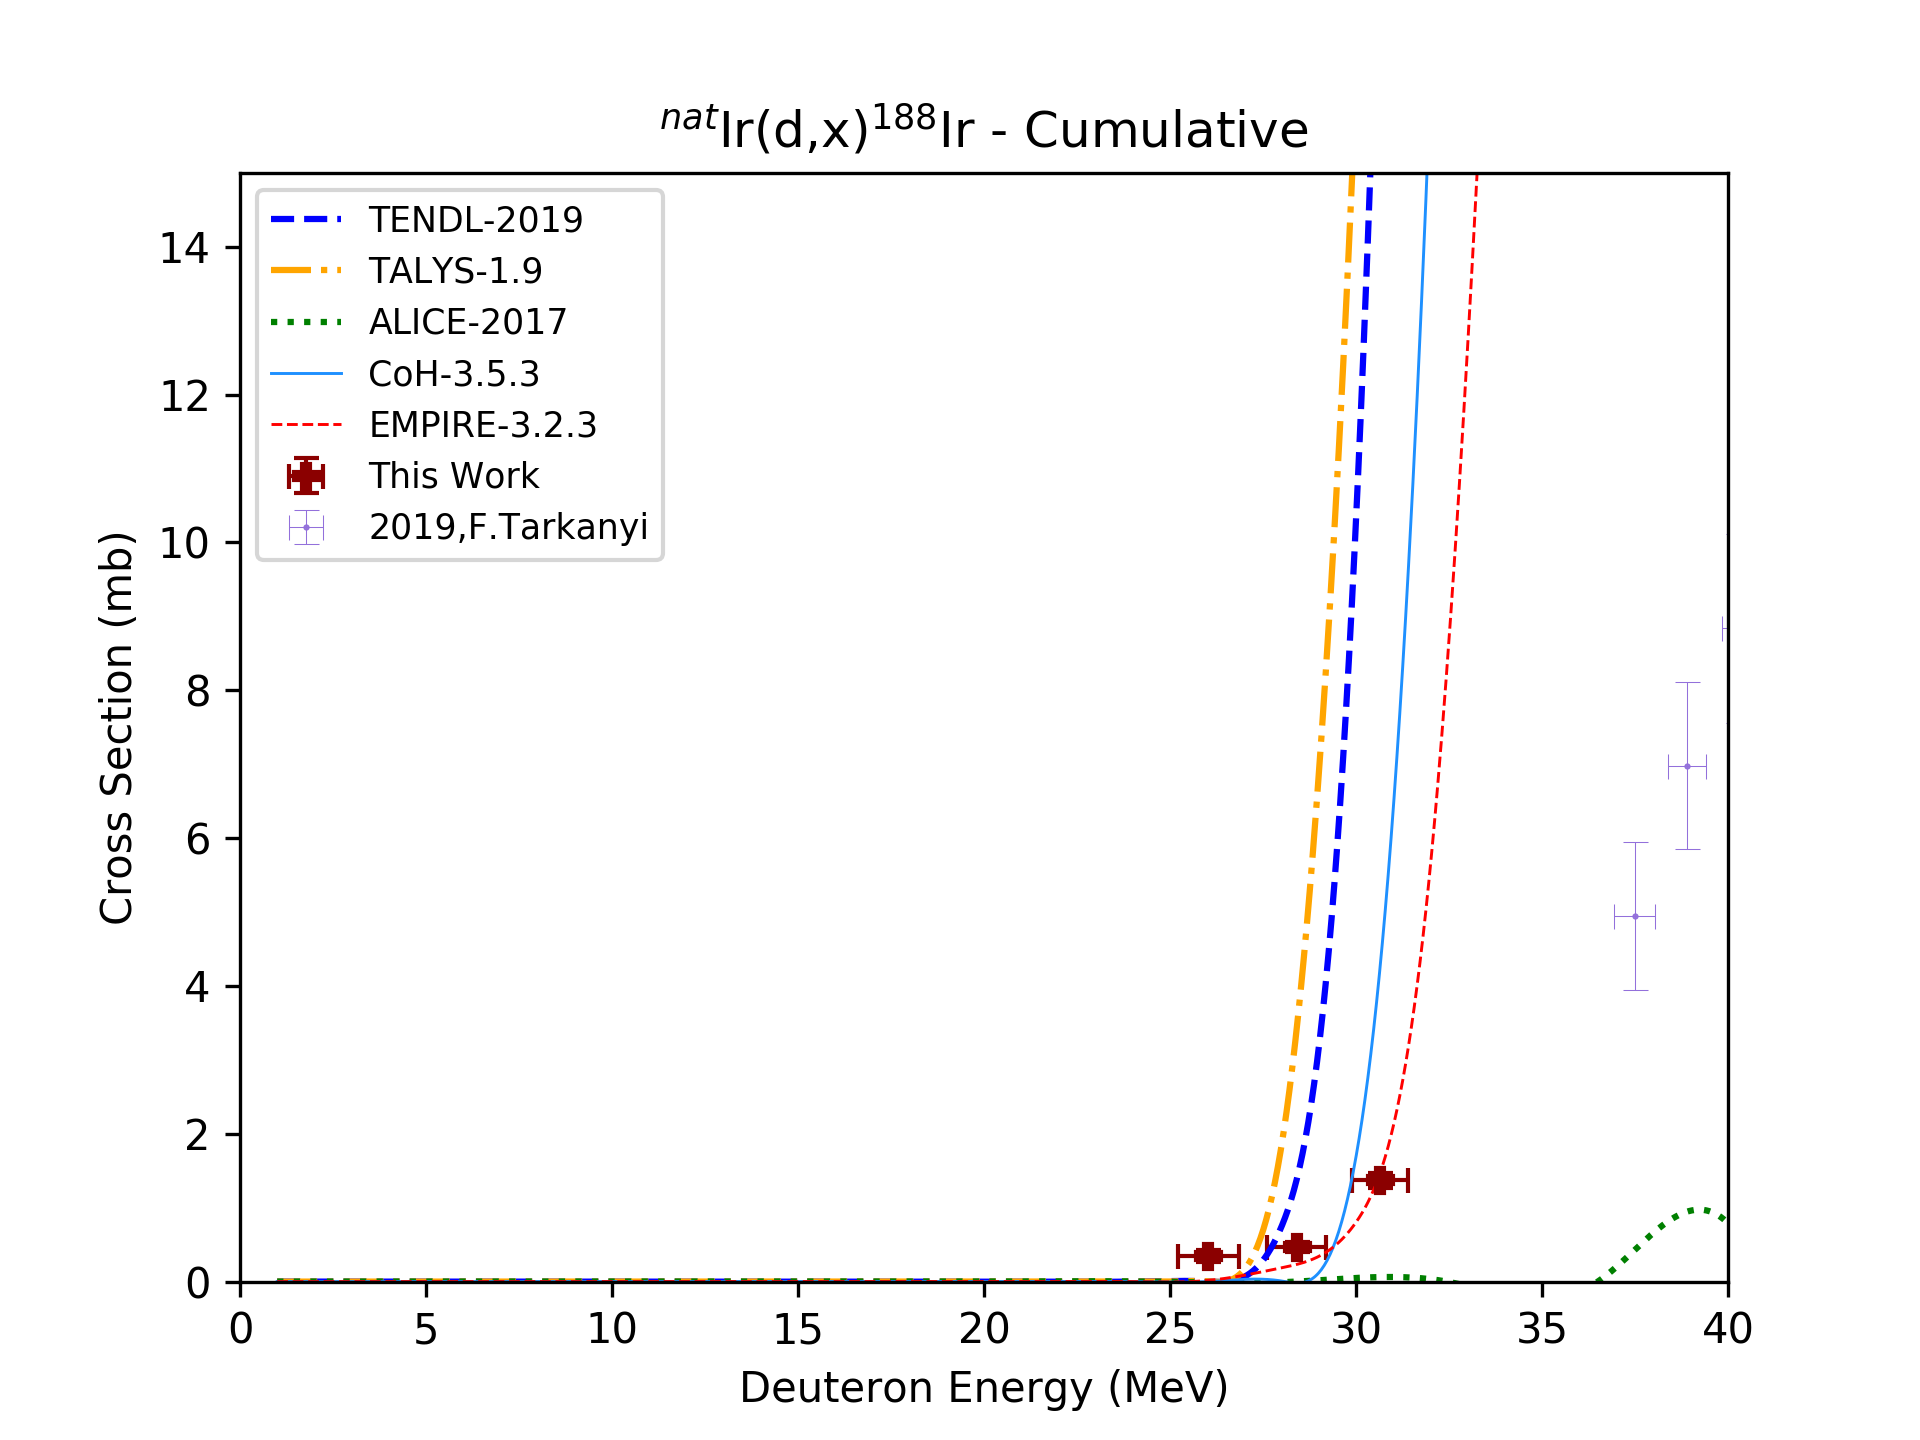 natIr(d,x)188Ir - Cumulative
TENDL-2019
TALYS-1.9
ALICE-2017
CoH-3.5.3
EMPIRE-3.2.3
This Work
2019,F.Tarkanyi
Cross Section (mb)
14
12
10
8
6
4
2
0
0 5 10 15 20 25 30 35 40
Deuteron Energy (MeV)